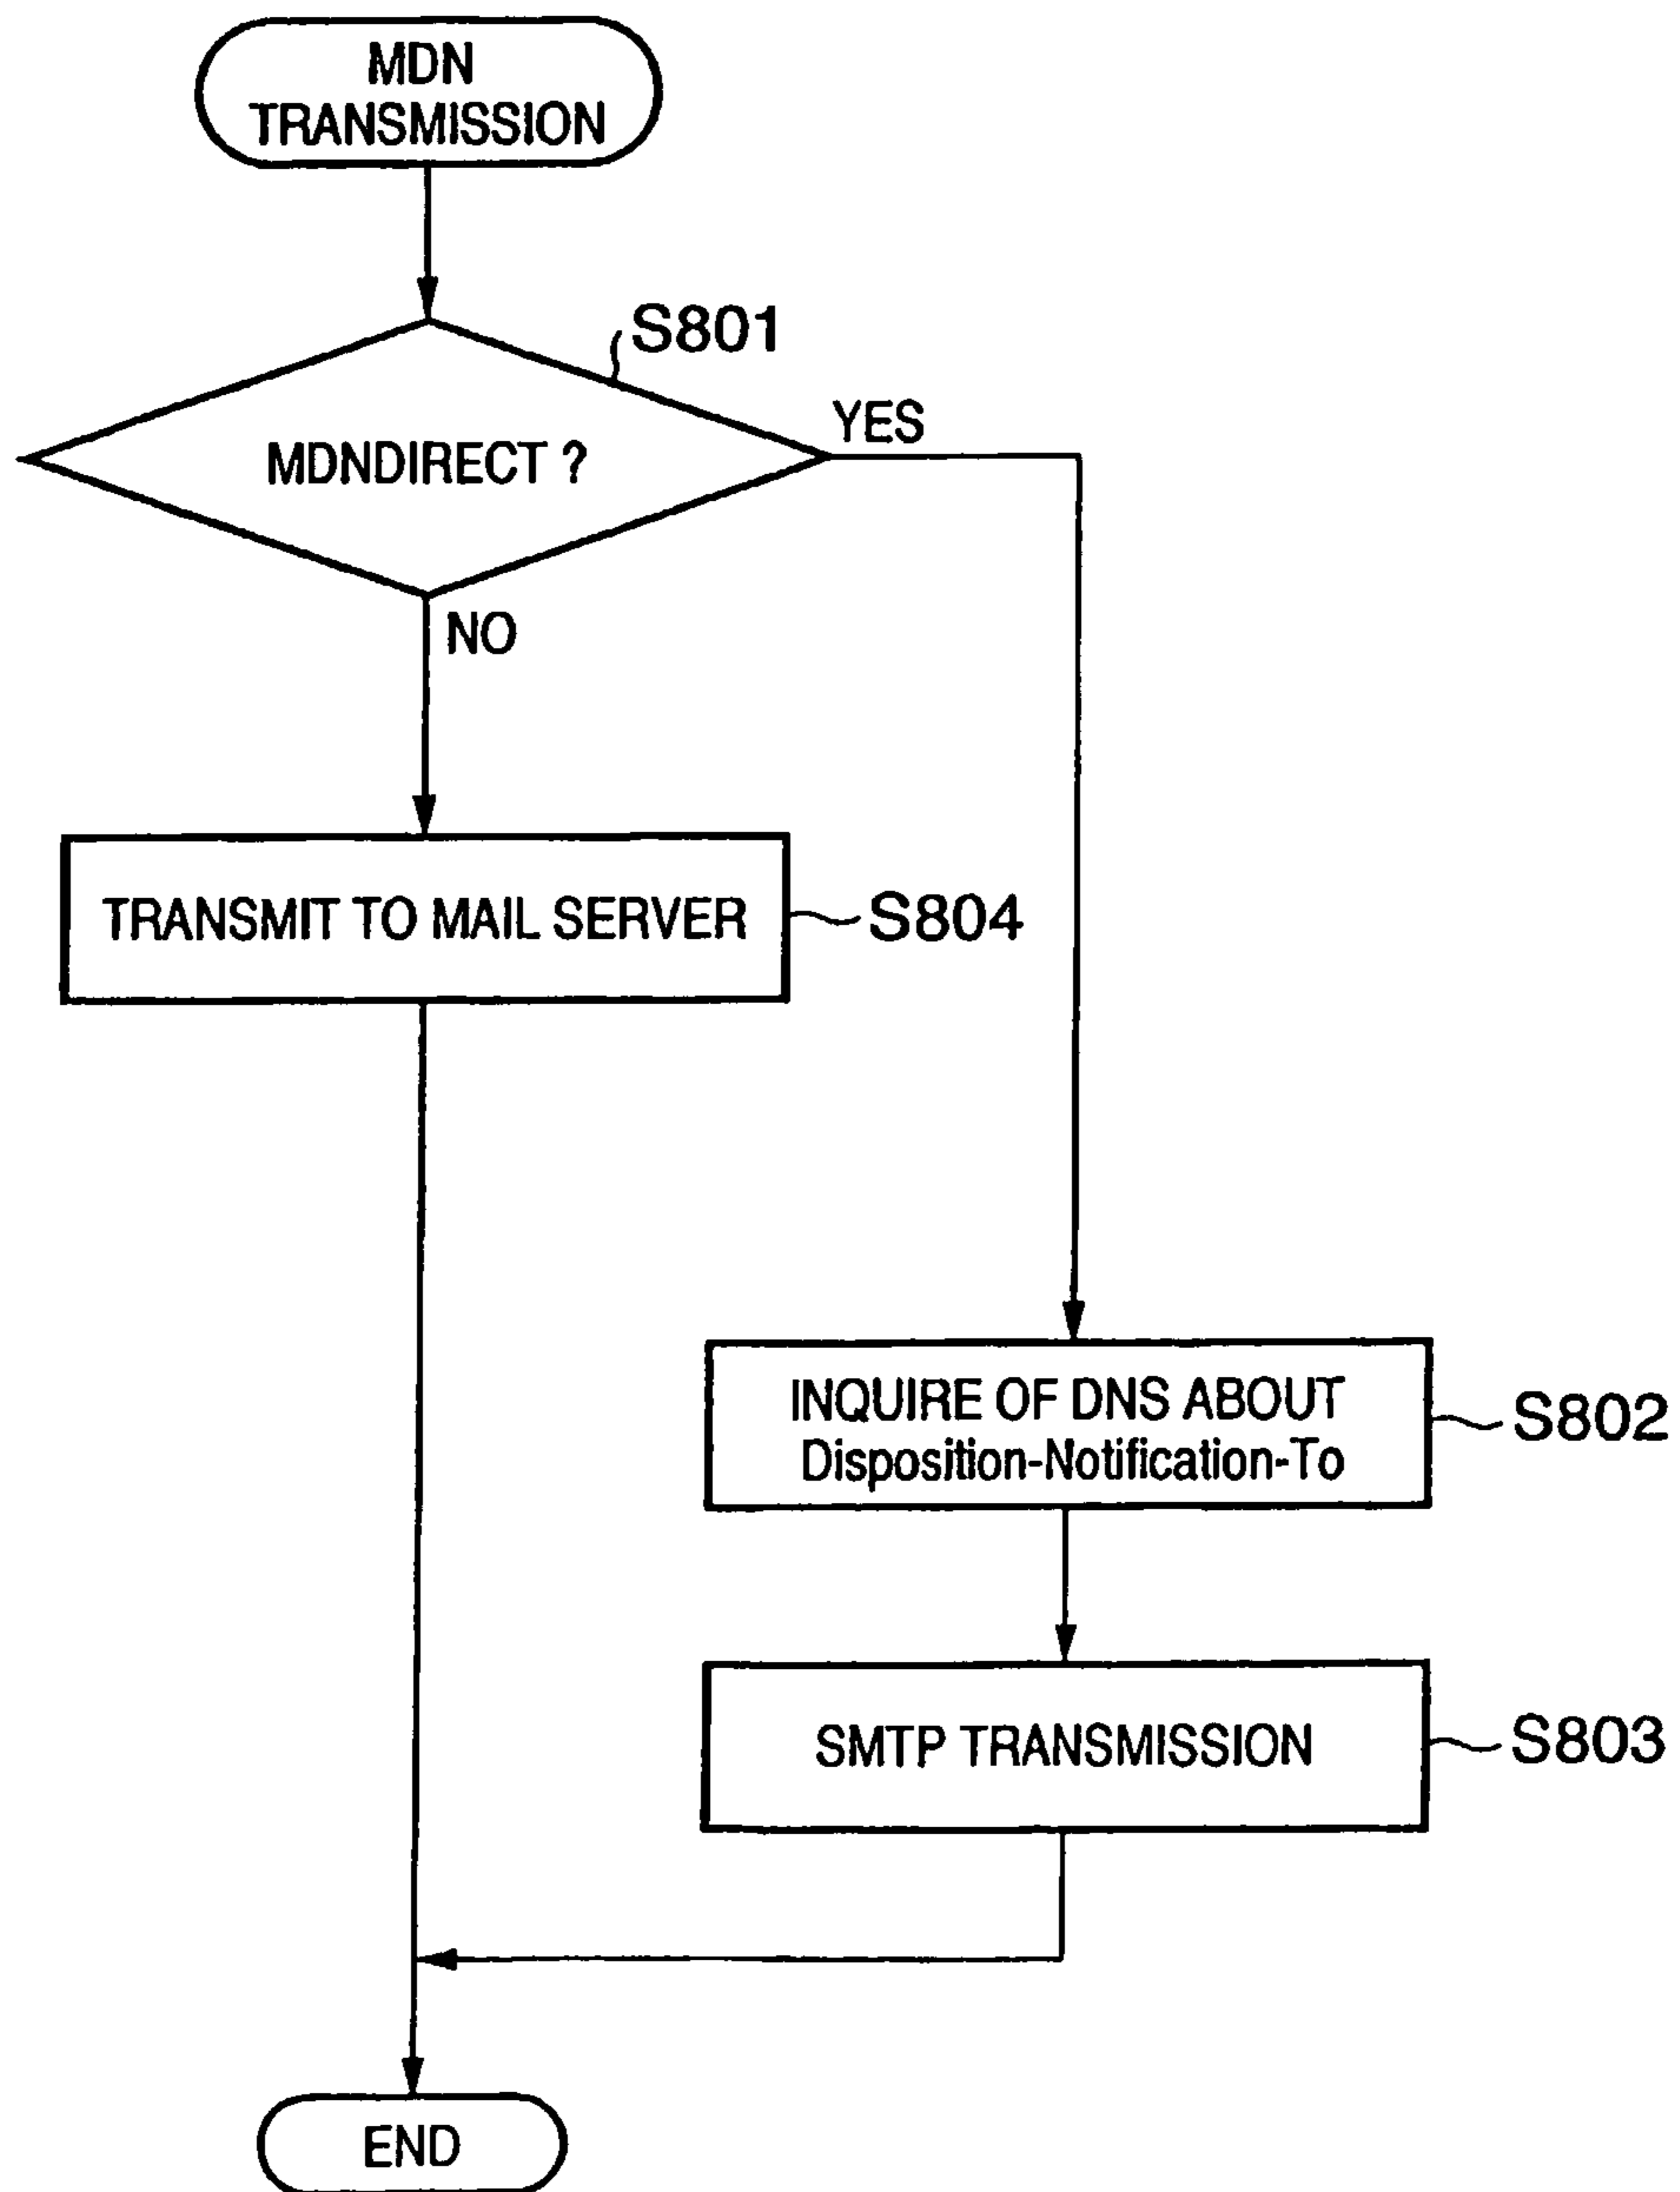 MDN
TRANSMISSION
S801
MDNDIRECT ?
YES
NO
TRANSMIT TO MAIL SERVER
S804
INQUIRE OF DNS ABOUT
Disposition-Notification-To
S802
SMTP TRANSMISSION
S803
END